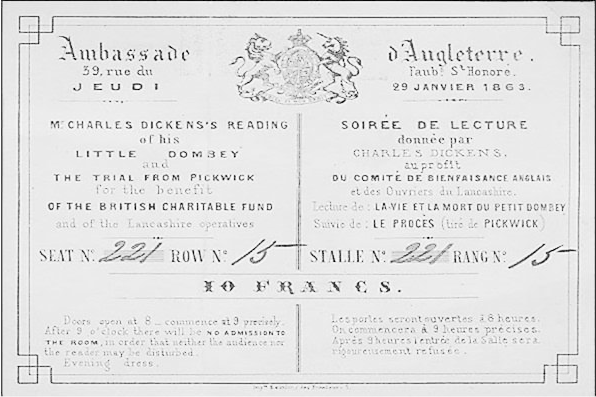 Ambassade d'Angleterre.
39, rue du faubg St Honore.
JEUDI 29 JANVIER 1863.
Mr CHARLES DICKENS'S READING
of his
LITTLE DOMBEY
and
THE TRIAL FROM PICKWICK
for the benefit
OF THE BRITISH CHARITABLE FUND
and of the Lancashire operatives
SOIRÉE DE LECTURE
donnée par
CHARLES DICKENS,
au profit
DU COMITÉ DE BIENFAISANCE ANGLAIS
et des Ouvriers du Lancashire.
Lecture de: LA VIE ET LA MORT DU PETIT DOMBEY
Suivie de: LE PROCÈS (tiré de PICKWICK)
SEAT No. 221 ROW No. 15
STALLE No. 221 RANG No. 15
10 FRANCS.
Doors open at 8 _ commence at 9 precisely.
After 9 o'clock there will be NO ADMISSION TO
THE ROOM, in order that neither the audience nor
the reader may be disturbed.
Evening dress.
Les portes seront ouvertes à 8 heures.
On commencera à 9 heures précises.
Après 9 heures l'entrée de la Salle sera
rigoureusement refusée.